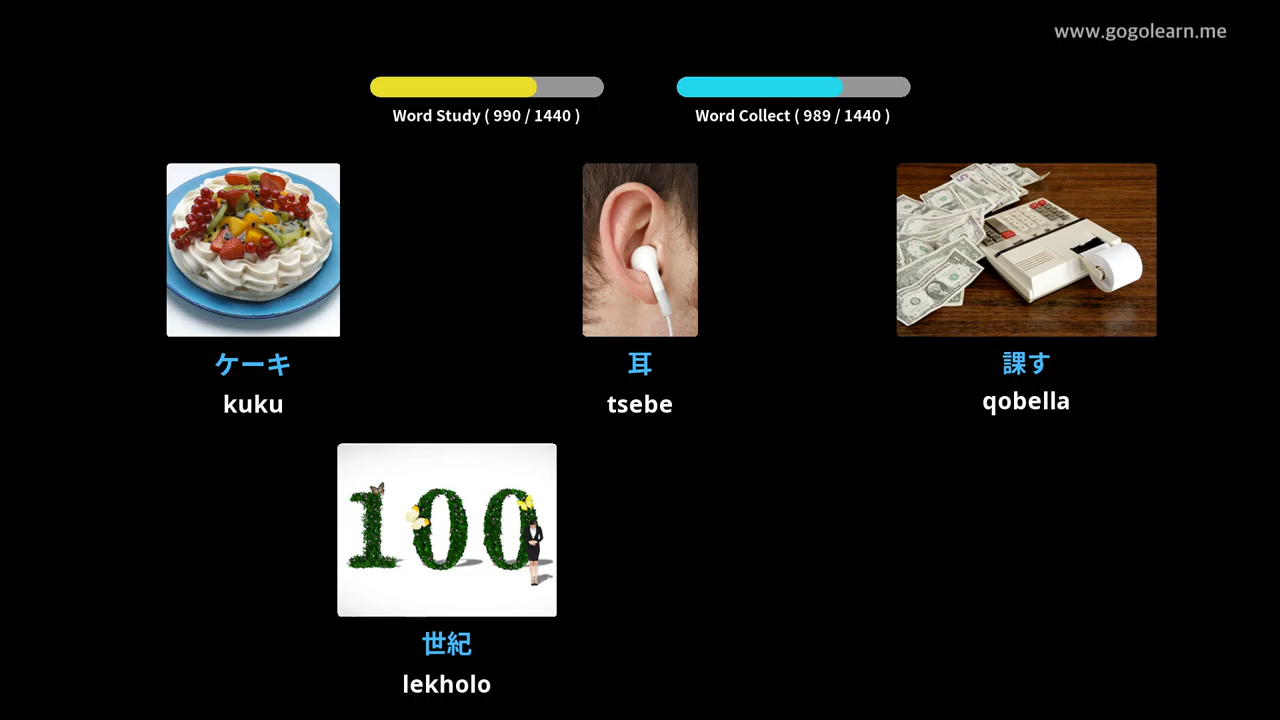 www.gogolearn.me
Word Study ( 990 / 1440 )
Word Collect ( 989 / 1440 )
ケーキ
kuku
耳
tsebe
課す
qobella
100
世紀
lekholo